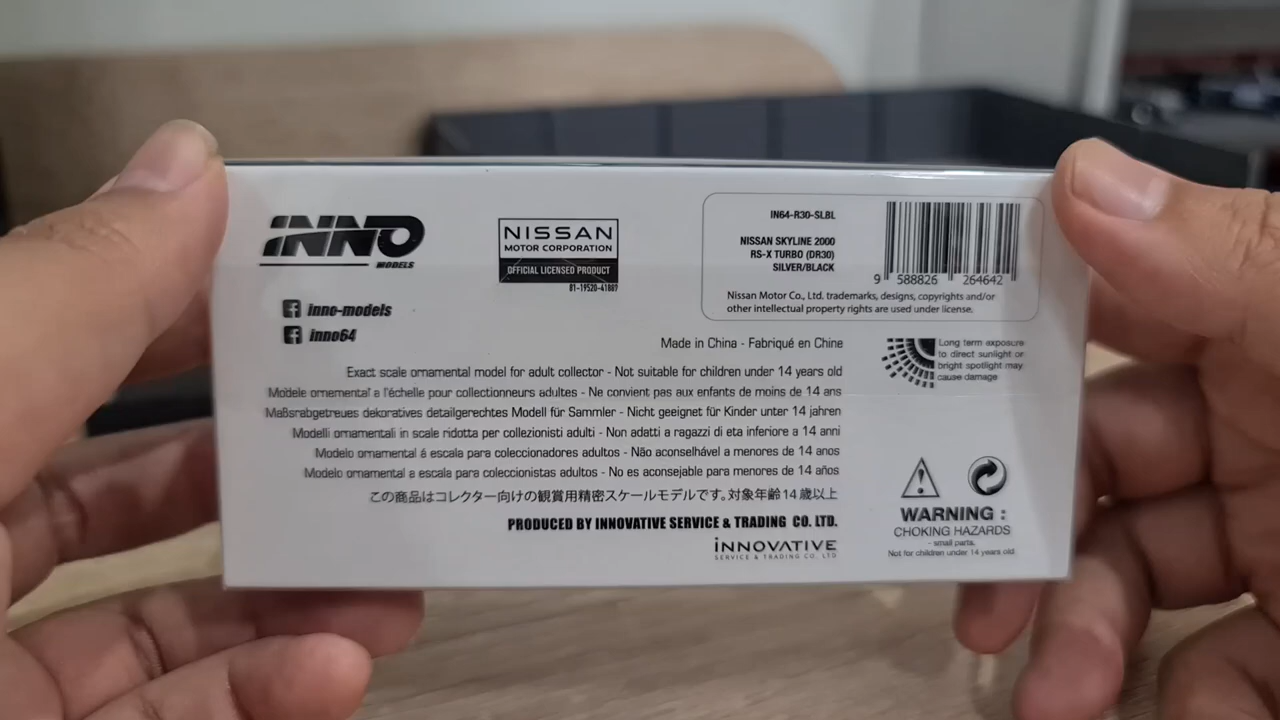 INNO
MODELS
inno-models
inno64
NISSAN
MOTOR CORPORATION
OFFICIAL LICENSED PRODUCT
81-19520-41889
IN64-R30-SLBL
NISSAN SKYLINE 2000
RS-X TURBO (DR30)
SILVER/BLACK
9 588826 264642
Nissan Motor Co., Ltd. trademarks, designs, copyrights and/or
other intellectual property rights are used under license.
Made in China - Fabriqué en Chine
Long term exposure
to direct sunlight or
bright spotlight may
cause damage
Exact scale ornamental model for adult collector - Not suitable for children under 14 years old
Modèle ornemental a l'échelle pour collectionneurs adultes - Ne convient pas aux enfants de moins de 14 ans
Maßsrabgetreues dekoratives detailgerechtes Modell für Sammler - Nicht geeignet für Kinder unter 14 jahren
Modelli ornamentali in scale ridotta per collezionisti adulti - Non adatti a ragazzi di eta inferiore a 14 anni
Modelo ornamental á escala para coleccionadores adultos - Não aconselhável a menores de 14 anos
Modelo ornamental a escala para coleccionistas adultos - No es aconsejable para menores de 14 años
この商品はコレクター向けの観賞用精密スケールモデルです。対象年齢14歳以上
PRODUCED BY INNOVATIVE SERVICE & TRADING CO. LTD.
INNOVATIVE
SERVICE & TRADING CO. LTD
WARNING :
CHOKING HAZARDS
- small parts.
Not for children under 14 years old